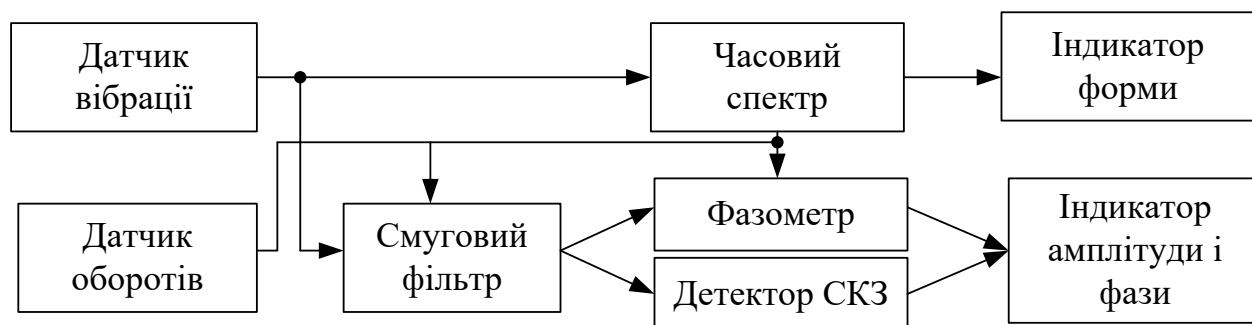 Датчик
вібрації
Часовий
спектр
Індикатор
форми
Датчик
оборотів
Смуговий
фільтр
Фазометр
Детектор СКЗ
Індикатор
амплітуди і
фази